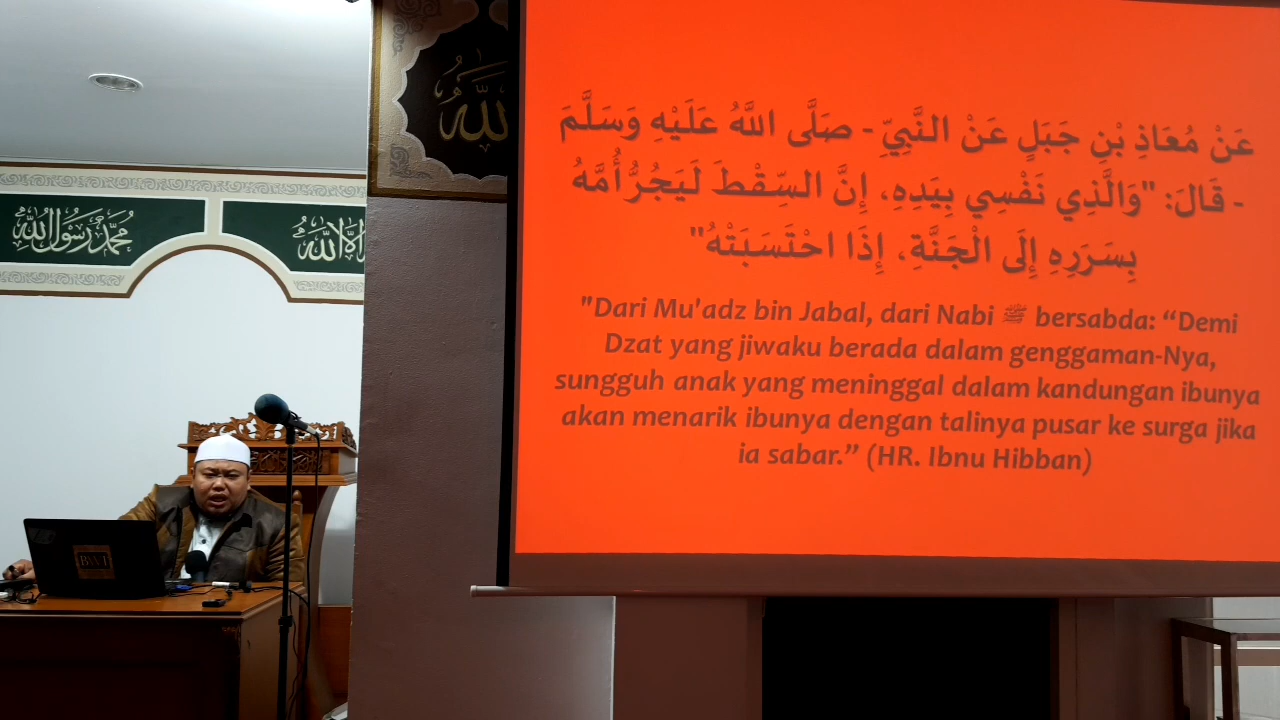 عَنْ مُعَاذِ بْنِ جَبَلٍ عَنْ النَّبِيِّ - صَلَّى اللَّهُ عَلَيْهِ وَسَلَّمَ
- قَالَ: "وَالَّذِي نَفْسِي بِيَدِهِ، إِنَّ السِّقْطَ لَيَجُرُّ أُمَّهُ
بِسَرَرِهِ إِلَى الْجَنَّةِ، إِذَا احْتَسَبَتْهُ"
"Dari Mu'adz bin Jabal, dari Nabi ﷺ bersabda: “Demi
Dzat yang jiwaku berada dalam genggaman-Nya,
sungguh anak yang meninggal dalam kandungan ibunya
akan menarik ibunya dengan talinya pusar ke surga jika
ia sabar.” (HR. Ibnu Hibban)
الله
محمد رسول الله
إلا الله